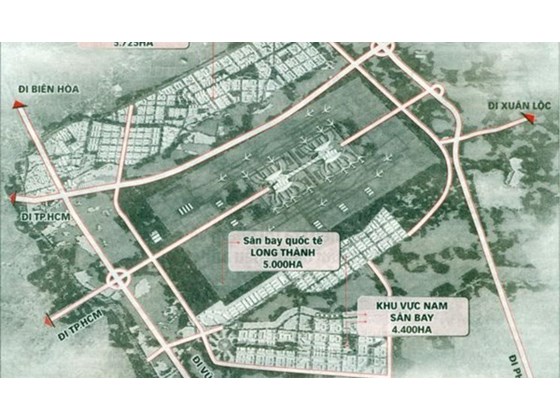 5.725HA
ĐI BIÊN HÒA
ĐI XUÂN LỘC
ĐI TP.HCM
Sân bay quốc tế
LONG THÀNH
5.000HA
KHU VỰC NAM
SÂN BAY
4.400HA
ĐI TP.HCM